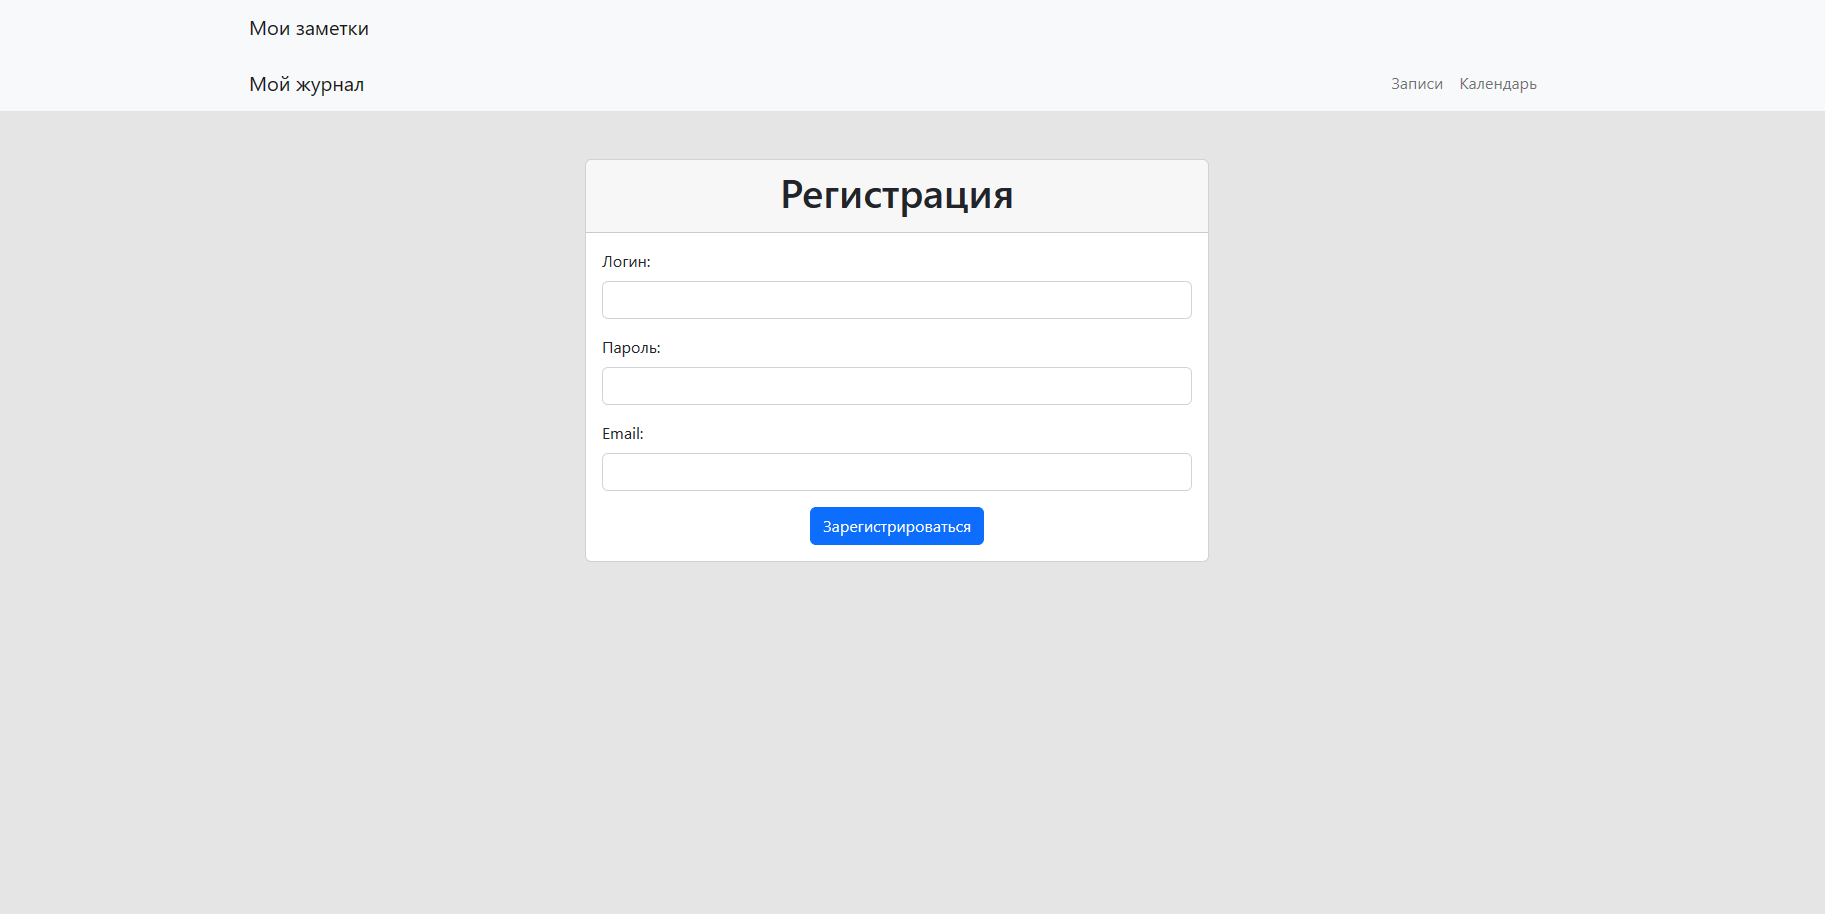 Мои заметки
Мой журнал
Записи
Календарь
Регистрация
Логин:
Пароль:
Email:
Зарегистрироваться